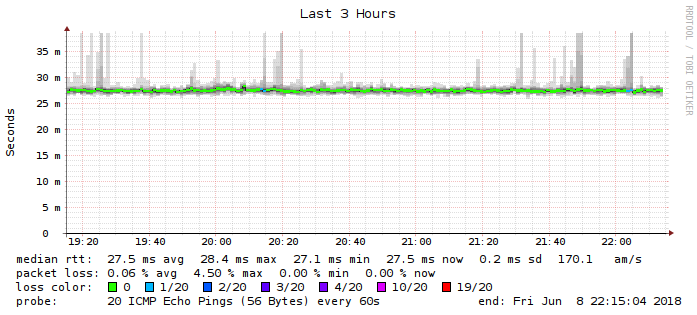 Last 3 Hours
RRDTOOL / TOBI OETIKER
Seconds
35 m
30 m
25 m
20 m
15 m
10 m
5 m
0
19:20 19:40 20:00 20:20 20:40 21:00 21:20 21:40 22:00
median rtt: 27.5 ms avg 28.4 ms max 27.1 ms min 27.5 ms now 0.2 ms sd 170.1 am/s
packet loss: 0.06 % avg 4.50 % max 0.00 % min 0.00 % now
loss color: 0 1/20 2/20 3/20 4/20 10/20 19/20
probe: 20 ICMP Echo Pings (56 Bytes) every 60s end: Fri Jun 8 22:15:04 2018